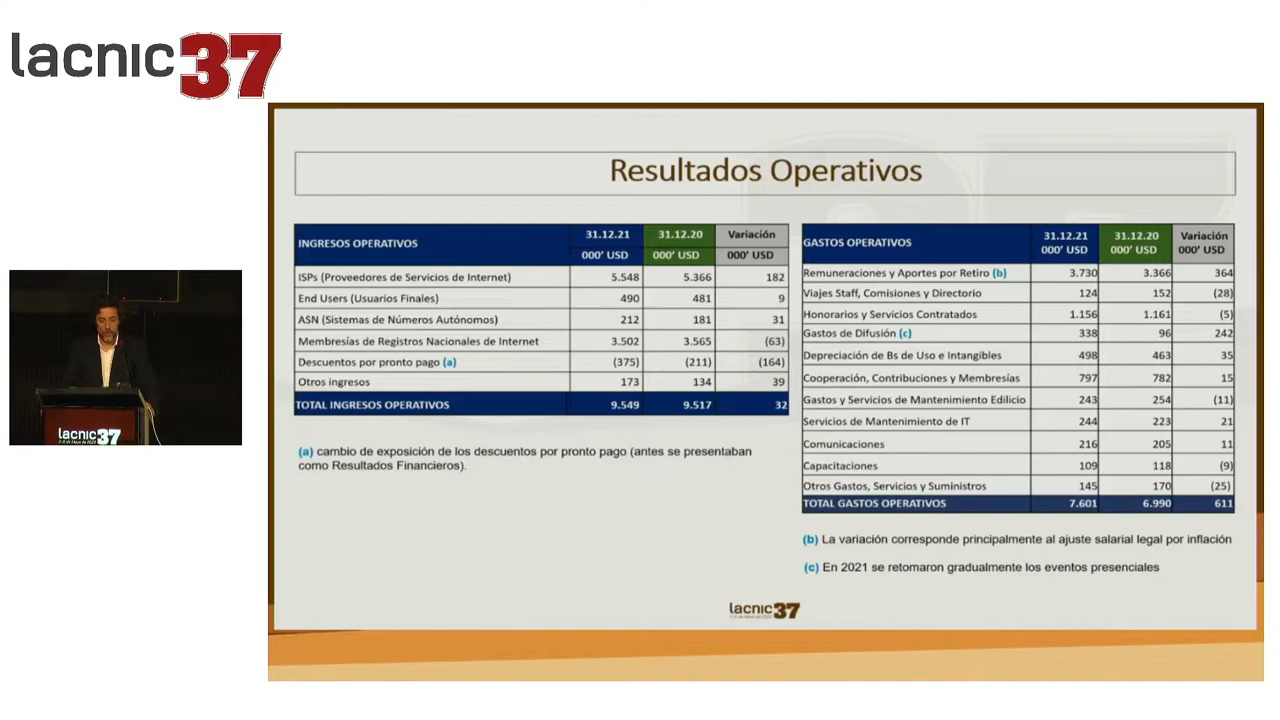 lacnic37
Resultados Operativos
INGRESOS OPERATIVOS 31.12.21 000' USD 31.12.20 000' USD Variación 000' USD
ISPs (Proveedores de Servicios de Internet) 5.548 5.366 182
End Users (Usuarios Finales) 490 481 9
ASN (Sistemas de Números Autónomos) 212 181 31
Membresías de Registros Nacionales de Internet 3.502 3.565 (63)
Descuentos por pronto pago (a) (375) (211) (164)
Otros ingresos 173 134 39
TOTAL INGRESOS OPERATIVOS 9.549 9.517 32
(a) cambio de exposición de los descuentos por pronto pago (antes se presentaban
como Resultados Financieros).
GASTOS OPERATIVOS 31.12.21 000' USD 31.12.20 000' USD Variación 000' USD
Remuneraciones y Aportes por Retiro (b) 3.730 3.366 364
Viajes Staff, Comisiones y Directorio 124 152 (28)
Honorarios y Servicios Contratados 1.156 1.161 (5)
Gastos de Difusión (c) 338 96 242
Depreciación de Bs de Uso e Intangibles 498 463 35
Cooperación, Contribuciones y Membresías 797 782 15
Gastos y Servicios de Mantenimiento Edilicio 243 254 (11)
Servicios de Mantenimiento de IT 244 223 21
Comunicaciones 216 205 11
Capacitaciones 109 118 (9)
Otros Gastos, Servicios y Suministros 145 170 (25)
TOTAL GASTOS OPERATIVOS 7.601 6.990 611
(b) La variación corresponde principalmente al ajuste salarial legal por inflación
(c) En 2021 se retomaron gradualmente los eventos presenciales
lacnic37
lacnic37